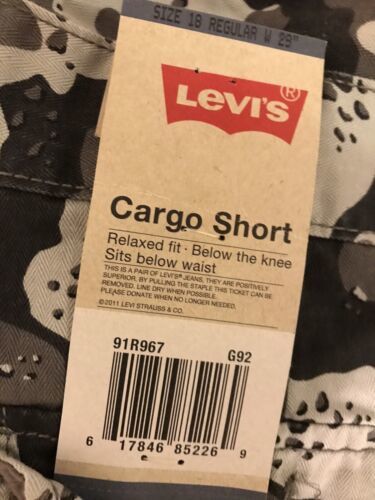 SIZE 18 REGULAR W 29"
LEVI'S®
Cargo Short
Relaxed fit · Below the knee
Sits below waist
THIS IS A PAIR OF LEVI'S® JEANS. THEY ARE POSITIVELY
SUPERIOR. BY PULLING THE STAPLE THIS TICKET CAN BE
REMOVED. LINE DRY WHEN POSSIBLE.
PLEASE DONATE WHEN NO LONGER NEEDED.
©2011 LEVI STRAUSS & CO.
91R967 G92
6 17846 85226 9